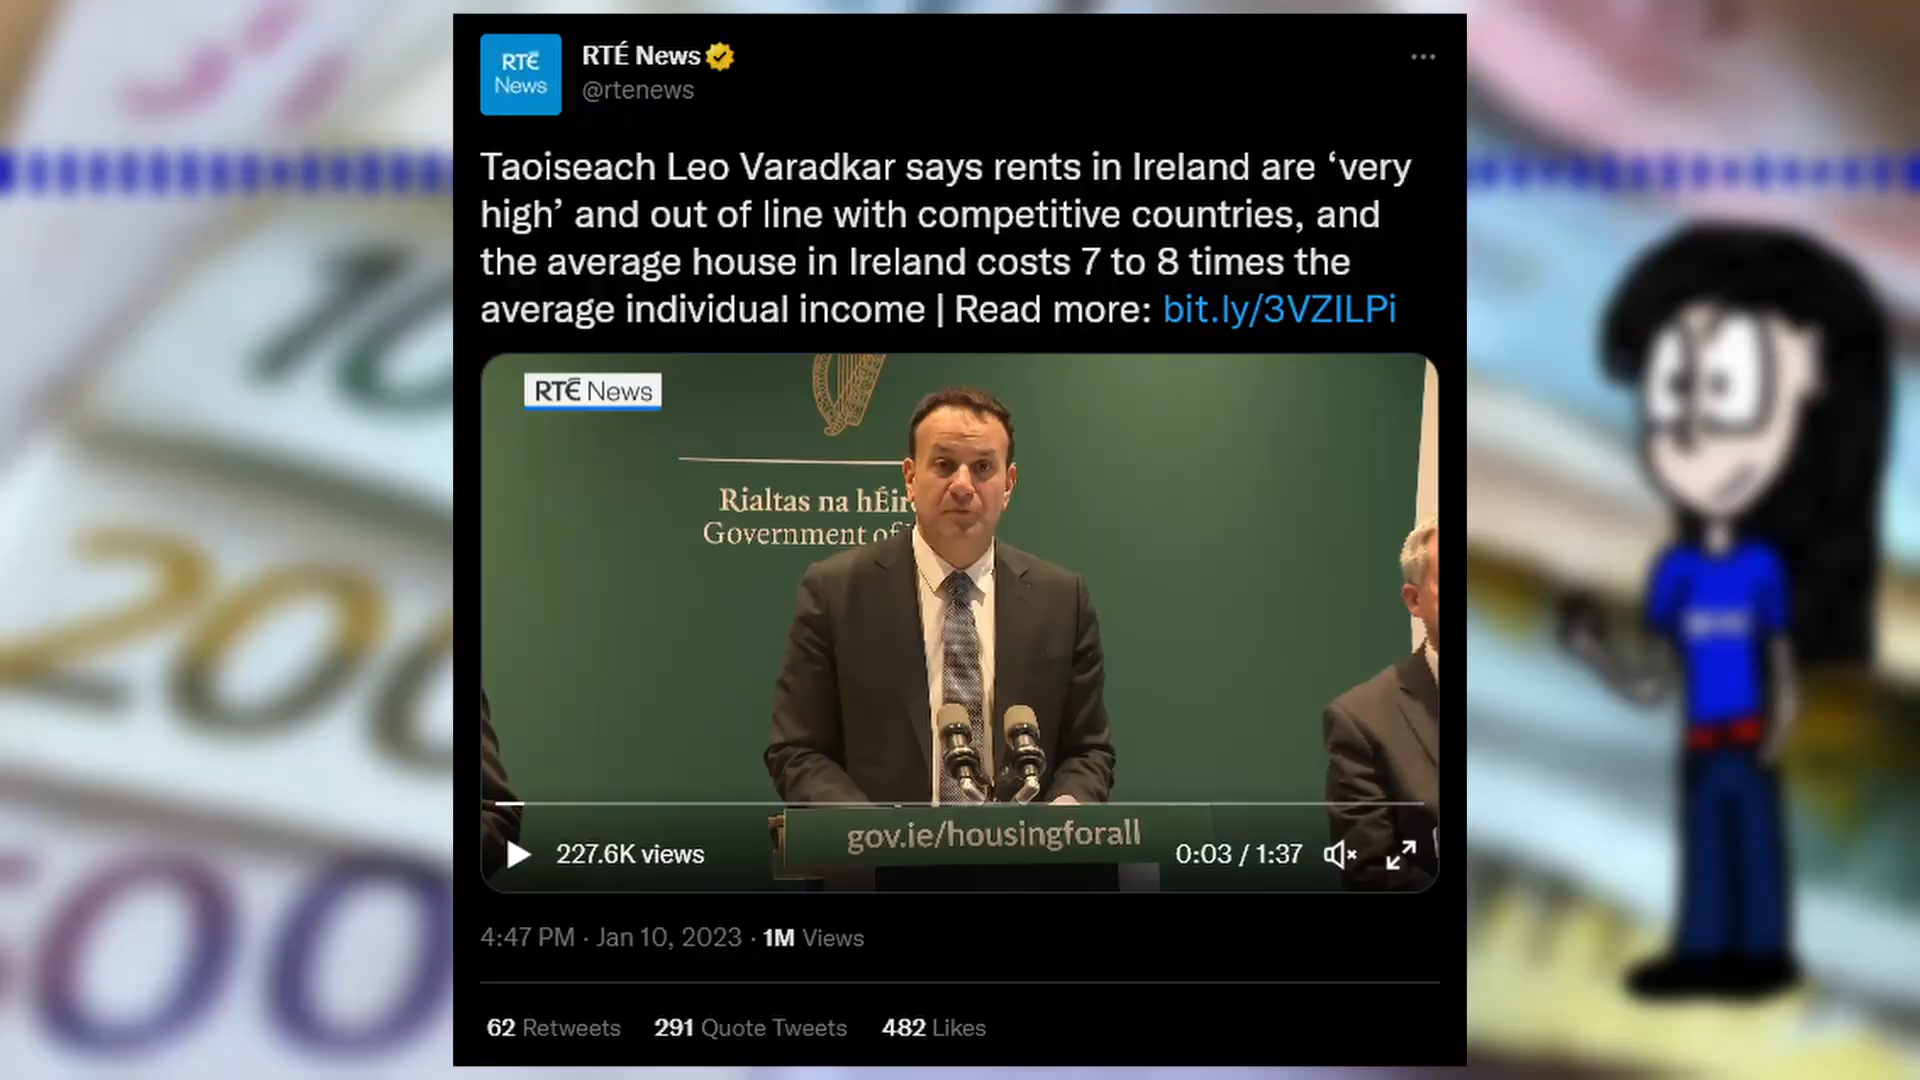 RTÉ
News
RTÉ News
@rtenews
Taoiseach Leo Varadkar says rents in Ireland are ‘very
high’ and out of line with competitive countries, and
the average house in Ireland costs 7 to 8 times the
average individual income | Read more: bit.ly/3VZILPi
RTÉ News
Rialtas na hÉir
Government of
gov.ie/housingforall
227.6K views
0:03 / 1:37
4:47 PM · Jan 10, 2023 · 1M Views
62 Retweets 291 Quote Tweets 482 Likes
200